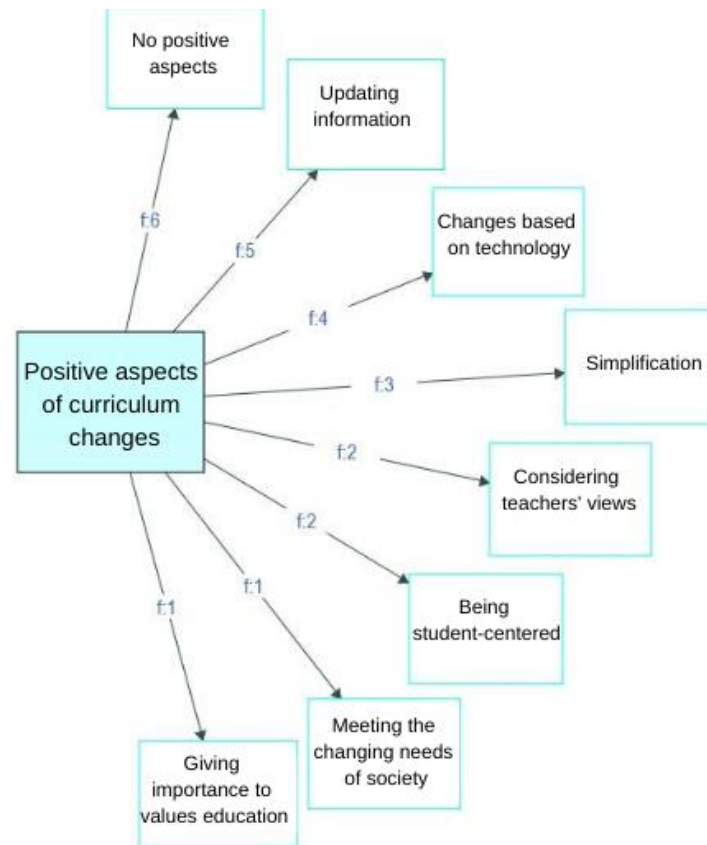 No positive
aspects
Updating
information
Changes based
on technology
Simplification
Considering
teachers' views
Being
student-centered
Meeting the
changing needs
of society
Giving
importance to
values education
Positive aspects
of curriculum
changes
f:6
f:5
f:4
f:3
f:2
f:2
f:1
f:1